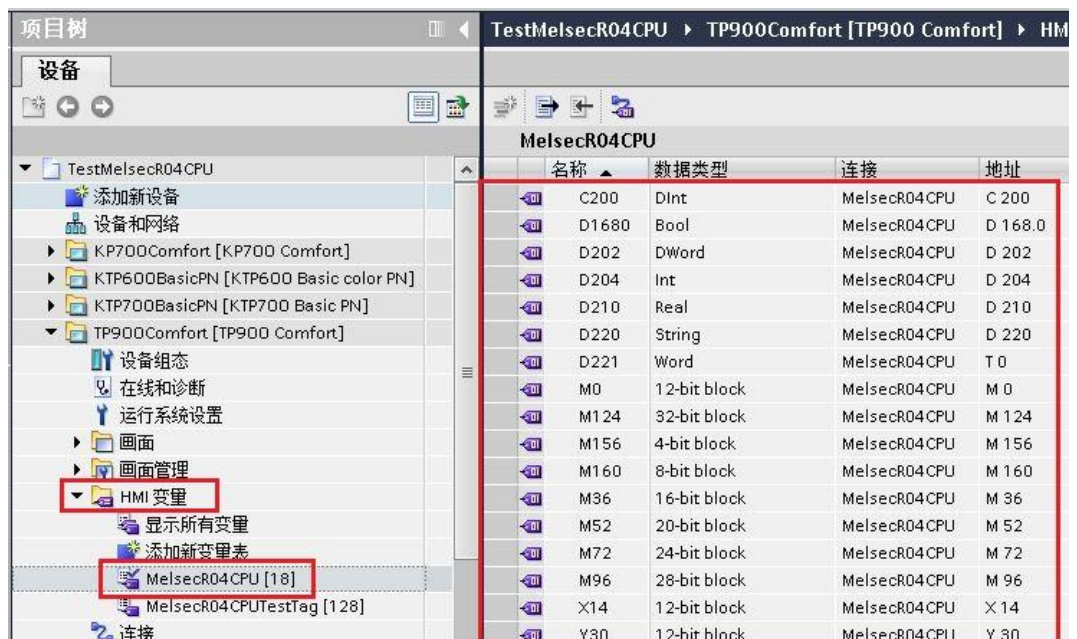 项目树
设备
TestMelsecR04CPU
添加新设备
设备和网络
KP700Comfort [KP700 Comfort]
KTP600BasicPN [KTP600 Basic color PN]
KTP700BasicPN [KTP700 Basic PN]
TP900Comfort [TP900 Comfort]
设备组态
在线和诊断
运行系统设置
画面
画面管理
HMI 变量
显示所有变量
添加新变量表
MelsecR04CPU [18]
MelsecR04CPUTestTag [128]
连接
TestMelsecR04CPU TP900Comfort [TP900 Comfort] HM
MelsecR04CPU
名称 数据类型 连接 地址
C200 DInt MelsecR04CPU C 200
D1680 Bool MelsecR04CPU D 168.0
D202 DWord MelsecR04CPU D 202
D204 Int MelsecR04CPU D 204
D210 Real MelsecR04CPU D 210
D220 String MelsecR04CPU D 220
D221 Word MelsecR04CPU T 0
M0 12-bit block MelsecR04CPU M 0
M124 32-bit block MelsecR04CPU M 124
M156 4-bit block MelsecR04CPU M 156
M160 8-bit block MelsecR04CPU M 160
M36 16-bit block MelsecR04CPU M 36
M52 20-bit block MelsecR04CPU M 52
M72 24-bit block MelsecR04CPU M 72
M96 28-bit block MelsecR04CPU M 96
X14 12-bit block MelsecR04CPU X 14
Y30 12-bit block MelsecR04CPU Y 30